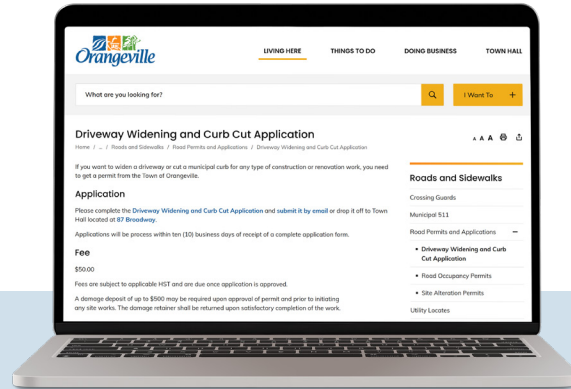 Orangeville
LIVING HERE
THINGS TO DO
DOING BUSINESS
TOWN HALL
What are you looking for?
I Want To +
Driveway Widening and Curb Cut Application
A A A
Home / ... / Roads and Sidewalks / Road Permits and Applications / Driveway Widening and Curb Cut Application
If you want to widen a driveway or cut a municipal curb for any type of construction or renovation work, you need
to get a permit from the Town of Orangeville.
Application
Please complete the Driveway Widening and Curb Cut Application and submit it by email or drop it off to Town
Hall located at 87 Broadway.
Applications will be process within ten (10) business days of receipt of a complete application form.
Fee
$50.00
Fees are subject to applicable HST and are due once application is approved.
A damage deposit of up to $500 may be required upon approval of permit and prior to initiating
any site works. The damage retainer shall be returned upon satisfactory completion of the work.
Roads and Sidewalks
Crossing Guards
Municipal 511
Road Permits and Applications –
• Driveway Widening and Curb
Cut Application
• Road Occupancy Permits
• Site Alteration Permits
Utility Locates